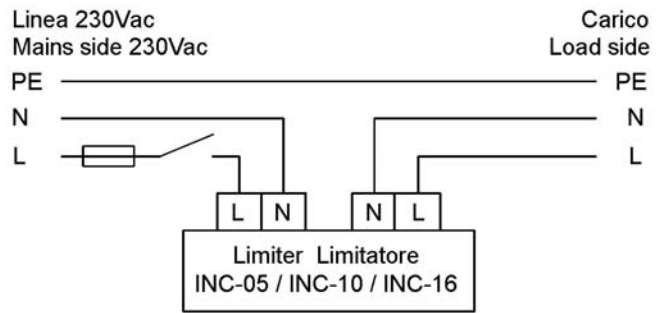 Linea 230Vac
Mains side 230Vac
Carico
Load side
PE
PE
N
N
L
L
L N N L
Limiter Limitatore
INC-05 / INC-10 / INC-16